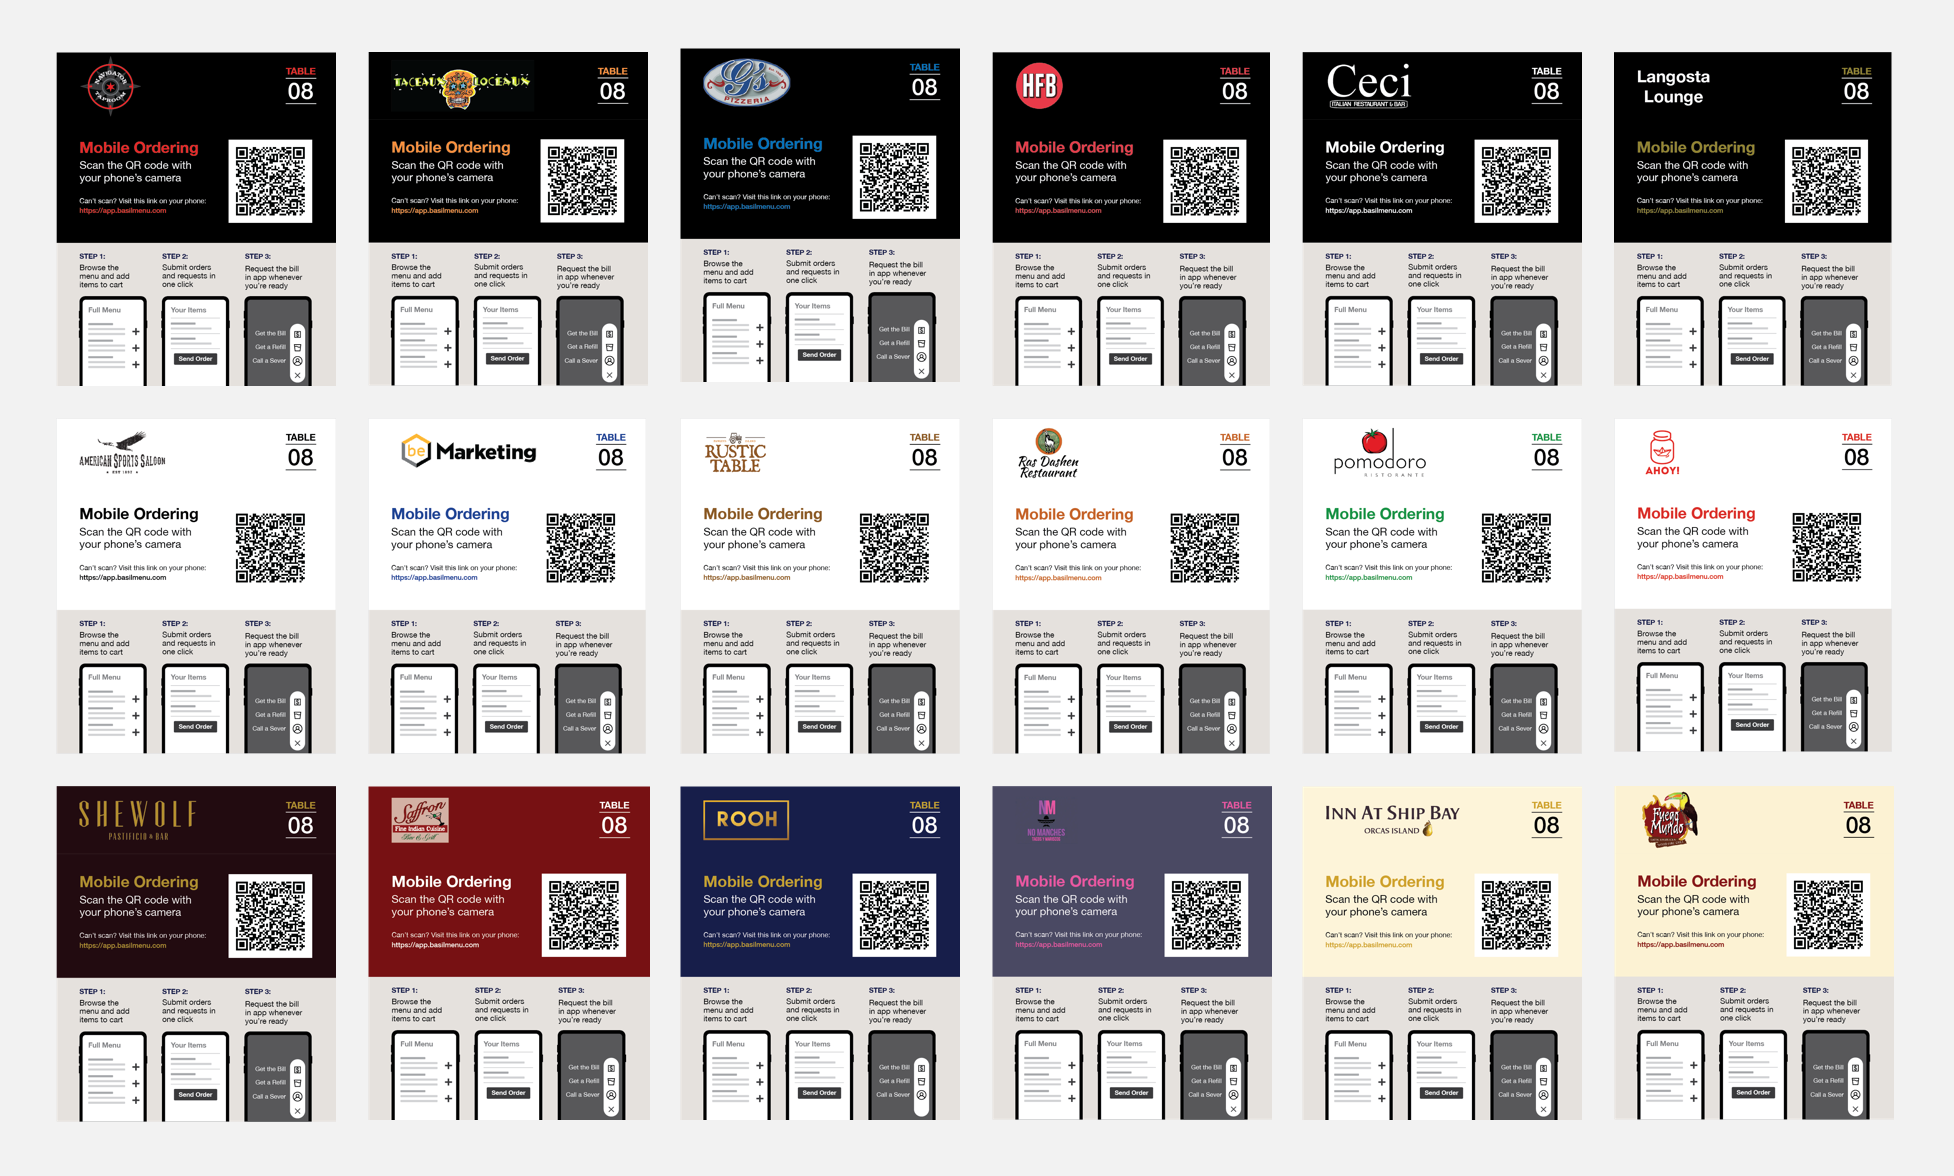 NAVIGATOR
TAPROOM
TABLE
08
Mobile Ordering
Scan the QR code with
your phone's camera
Can't scan? Visit this link on your phone:
https://app.basilmenu.com
STEP 1:
Browse the
menu and add
items to cart
STEP 2:
Submit orders
and requests in
one click
STEP 3:
Request the bill
in app whenever
you're ready
Full Menu
Your Items
Send Order
Get the Bill
Get a Refill
Call a Sever
TACEAUX LOCEAUX
TABLE
08
Mobile Ordering
Scan the QR code with
your phone's camera
Can't scan? Visit this link on your phone:
https://app.basilmenu.com
STEP 1:
Browse the
menu and add
items to cart
STEP 2:
Submit orders
and requests in
one click
STEP 3:
Request the bill
in app whenever
you're ready
Full Menu
Your Items
Send Order
Get the Bill
Get a Refill
Call a Sever
G's
PIZZERIA
TABLE
08
Mobile Ordering
Scan the QR code with
your phone's camera
Can't scan? Visit this link on your phone:
https://app.basilmenu.com
STEP 1:
Browse the
menu and add
items to cart
STEP 2:
Submit orders
and requests in
one click
STEP 3:
Request the bill
in app whenever
you're ready
Full Menu
Your Items
Send Order
Get the Bill
Get a Refill
Call a Sever
HFB
TABLE
08
Mobile Ordering
Scan the QR code with
your phone's camera
Can't scan? Visit this link on your phone:
https://app.basilmenu.com
STEP 1:
Browse the
menu and add
items to cart
STEP 2:
Submit orders
and requests in
one click
STEP 3:
Request the bill
in app whenever
you're ready
Full Menu
Your Items
Send Order
Get the Bill
Get a Refill
Call a Sever
Ceci
ITALIAN RESTAURANT & BAR
TABLE
08
Mobile Ordering
Scan the QR code with
your phone's camera
Can't scan? Visit this link on your phone:
https://app.basilmenu.com
STEP 1:
Browse the
menu and add
items to cart
STEP 2:
Submit orders
and requests in
one click
STEP 3:
Request the bill
in app whenever
you're ready
Full Menu
Your Items
Send Order
Get the Bill
Get a Refill
Call a Sever
Langosta
Lounge
TABLE
08
Mobile Ordering
Scan the QR code with
your phone's camera
Can't scan? Visit this link on your phone:
https://app.basilmenu.com
STEP 1:
Browse the
menu and add
items to cart
STEP 2:
Submit orders
and requests in
one click
STEP 3:
Request the bill
in app whenever
you're ready
Full Menu
Your Items
Send Order
Get the Bill
Get a Refill
Call a Sever
AMERICAN SPORTS SALOON
TABLE
08
Mobile Ordering
Scan the QR code with
your phone's camera
Can't scan? Visit this link on your phone:
https://app.basilmenu.com
STEP 1:
Browse the
menu and add
items to cart
STEP 2:
Submit orders
and requests in
one click
STEP 3:
Request the bill
in app whenever
you're ready
Full Menu
Your Items
Send Order
Get the Bill
Get a Refill
Call a Sever
be Marketing
TABLE
08
Mobile Ordering
Scan the QR code with
your phone's camera
Can't scan? Visit this link on your phone:
https://app.basilmenu.com
STEP 1:
Browse the
menu and add
items to cart
STEP 2:
Submit orders
and requests in
one click
STEP 3:
Request the bill
in app whenever
you're ready
Full Menu
Your Items
Send Order
Get the Bill
Get a Refill
Call a Sever
RUSTIC
TABLE
TABLE
08
Mobile Ordering
Scan the QR code with
your phone's camera
Can't scan? Visit this link on your phone:
https://app.basilmenu.com
STEP 1:
Browse the
menu and add
items to cart
STEP 2:
Submit orders
and requests in
one click
STEP 3:
Request the bill
in app whenever
you're ready
Full Menu
Your Items
Send Order
Get the Bill
Get a Refill
Call a Sever
Ras Dashen
Restaurant
TABLE
08
Mobile Ordering
Scan the QR code with
your phone's camera
Can't scan? Visit this link on your phone:
https://app.basilmenu.com
STEP 1:
Browse the
menu and add
items to cart
STEP 2:
Submit orders
and requests in
one click
STEP 3:
Request the bill
in app whenever
you're ready
Full Menu
Your Items
Send Order
Get the Bill
Get a Refill
Call a Sever
pomodoro
RISTORANTE
TABLE
08
Mobile Ordering
Scan the QR code with
your phone's camera
Can't scan? Visit this link on your phone:
https://app.basilmenu.com
STEP 1:
Browse the
menu and add
items to cart
STEP 2:
Submit orders
and requests in
one click
STEP 3:
Request the bill
in app whenever
you're ready
Full Menu
Your Items
Send Order
Get the Bill
Get a Refill
Call a Sever
AHOY!
TABLE
08
Mobile Ordering
Scan the QR code with
your phone's camera
Can't scan? Visit this link on your phone:
https://app.basilmenu.com
STEP 1:
Browse the
menu and add
items to cart
STEP 2:
Submit orders
and requests in
one click
STEP 3:
Request the bill
in app whenever
you're ready
Full Menu
Your Items
Send Order
Get the Bill
Get a Refill
Call a Sever
SHEWOLF
PASTIFICIO & BAR
TABLE
08
Mobile Ordering
Scan the QR code with
your phone's camera
Can't scan? Visit this link on your phone:
https://app.basilmenu.com
STEP 1:
Browse the
menu and add
items to cart
STEP 2:
Submit orders
and requests in
one click
STEP 3:
Request the bill
in app whenever
you're ready
Full Menu
Your Items
Send Order
Get the Bill
Get a Refill
Call a Sever
Saffron
Fine Indian Cuisine
Bar & Grill
TABLE
08
Mobile Ordering
Scan the QR code with
your phone's camera
Can't scan? Visit this link on your phone:
https://app.basilmenu.com
STEP 1:
Browse the
menu and add
items to cart
STEP 2:
Submit orders
and requests in
one click
STEP 3:
Request the bill
in app whenever
you're ready
Full Menu
Your Items
Send Order
Get the Bill
Get a Refill
Call a Sever
ROOH
TABLE
08
Mobile Ordering
Scan the QR code with
your phone's camera
Can't scan? Visit this link on your phone:
https://app.basilmenu.com
STEP 1:
Browse the
menu and add
items to cart
STEP 2:
Submit orders
and requests in
one click
STEP 3:
Request the bill
in app whenever
you're ready
Full Menu
Your Items
Send Order
Get the Bill
Get a Refill
Call a Sever
NM
NO MANCHES
TABLE
08
Mobile Ordering
Scan the QR code with
your phone's camera
Can't scan? Visit this link on your phone:
https://app.basilmenu.com
STEP 1:
Browse the
menu and add
items to cart
STEP 2:
Submit orders
and requests in
one click
STEP 3:
Request the bill
in app whenever
you're ready
Full Menu
Your Items
Send Order
Get the Bill
Get a Refill
Call a Sever
INN AT SHIP BAY
ORCAS ISLAND
TABLE
08
Mobile Ordering
Scan the QR code with
your phone's camera
Can't scan? Visit this link on your phone:
https://app.basilmenu.com
STEP 1:
Browse the
menu and add
items to cart
STEP 2:
Submit orders
and requests in
one click
STEP 3:
Request the bill
in app whenever
you're ready
Full Menu
Your Items
Send Order
Get the Bill
Get a Refill
Call a Sever
Fuego
Mundo
TABLE
08
Mobile Ordering
Scan the QR code with
your phone's camera
Can't scan? Visit this link on your phone:
https://app.basilmenu.com
STEP 1:
Browse the
menu and add
items to cart
STEP 2:
Submit orders
and requests in
one click
STEP 3:
Request the bill
in app whenever
you're ready
Full Menu
Your Items
Send Order
Get the Bill
Get a Refill
Call a Sever